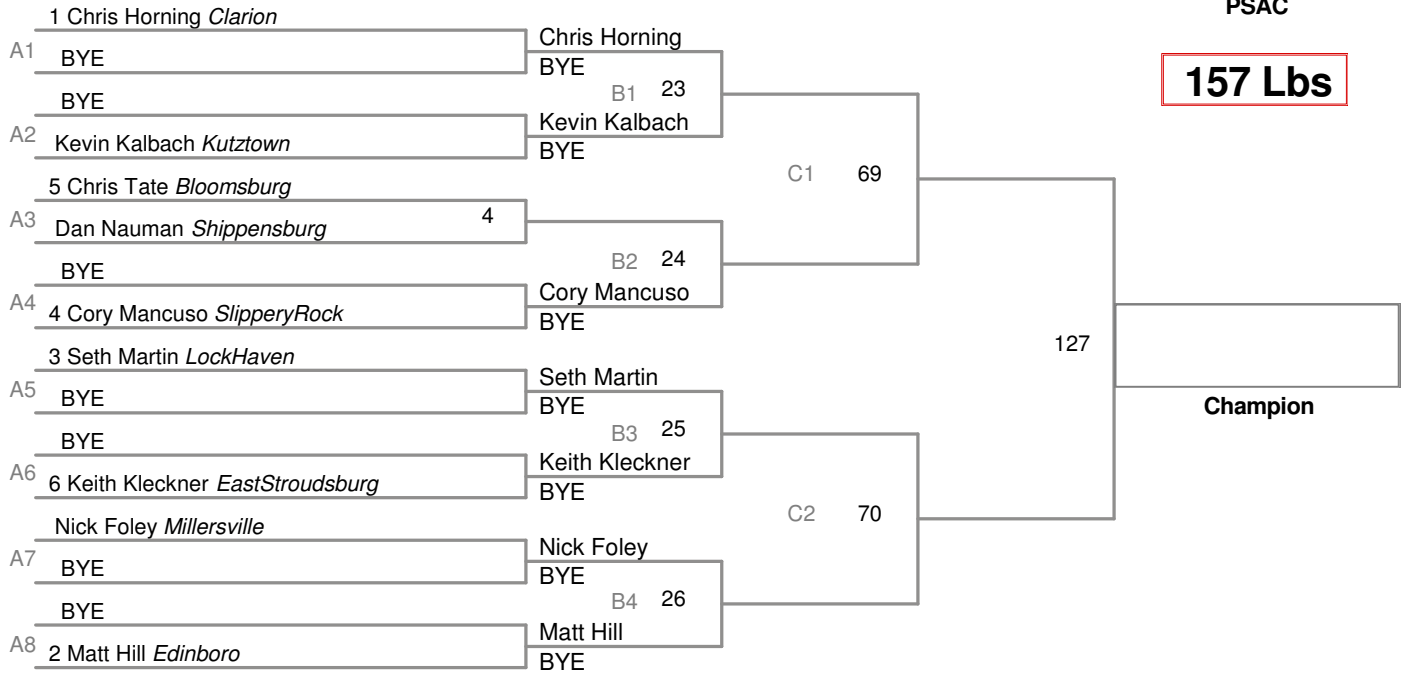 PSAC
157 Lbs
1 Chris Horning Clarion
A1
BYE
BYE
A2
Kevin Kalbach Kutztown
5 Chris Tate Bloomsburg
A3
Dan Nauman Shippensburg
4
BYE
A4
4 Cory Mancuso SlipperyRock
3 Seth Martin LockHaven
A5
BYE
BYE
A6
6 Keith Kleckner EastStroudsburg
Nick Foley Millersville
A7
BYE
BYE
A8
2 Matt Hill Edinboro
Chris Horning
BYE
B1 23
Kevin Kalbach
BYE
B2 24
Cory Mancuso
BYE
Seth Martin
BYE
B3 25
Keith Kleckner
BYE
Nick Foley
BYE
B4 26
Matt Hill
BYE
C1 69
C2 70
127
Champion